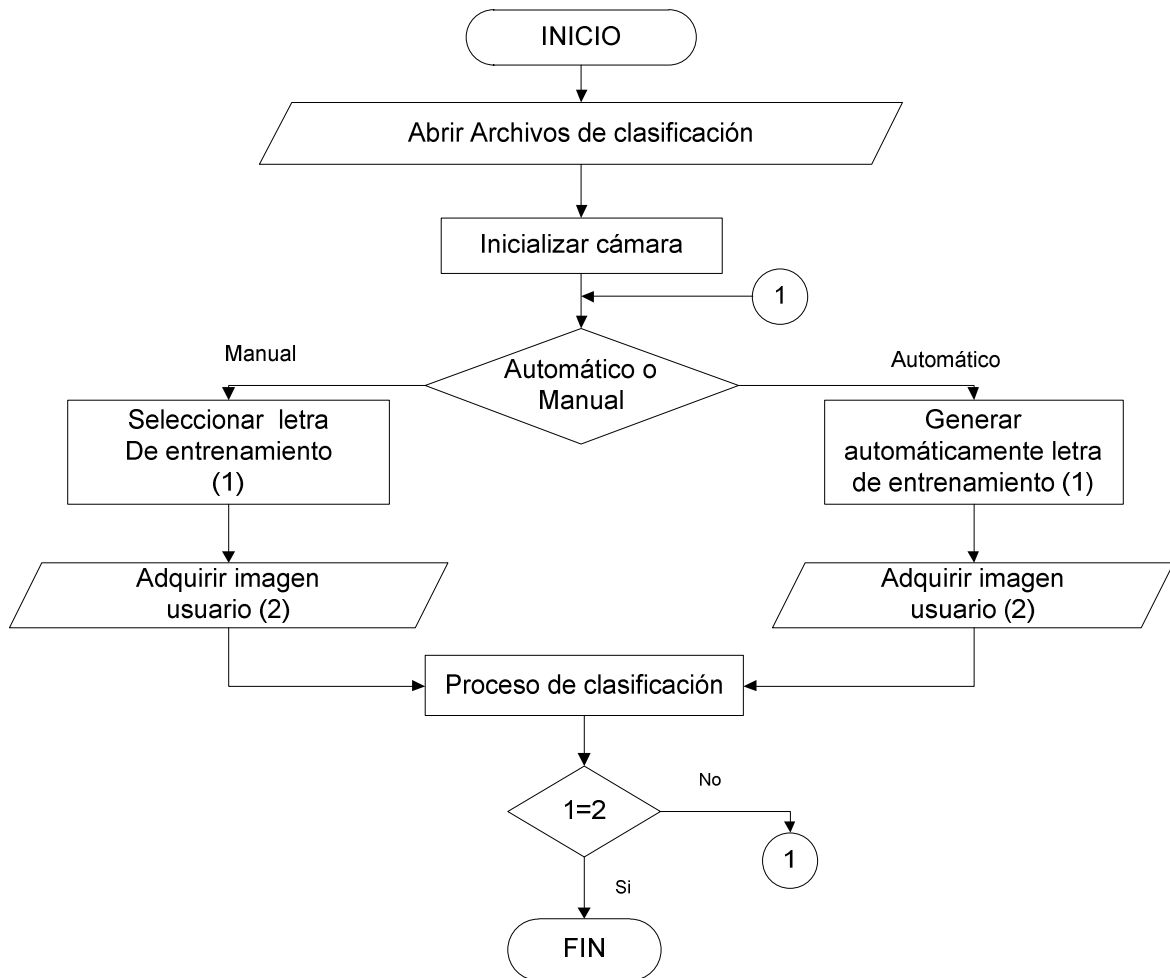 INICIO
Abrir Archivos de clasificación
Inicializar cámara
1
Manual
Automático o
Manual
Automático
Seleccionar letra
De entrenamiento
(1)
Generar
automáticamente letra
de entrenamiento (1)
Adquirir imagen
usuario (2)
Adquirir imagen
usuario (2)
Proceso de clasificación
1=2
No
1
Si
FIN